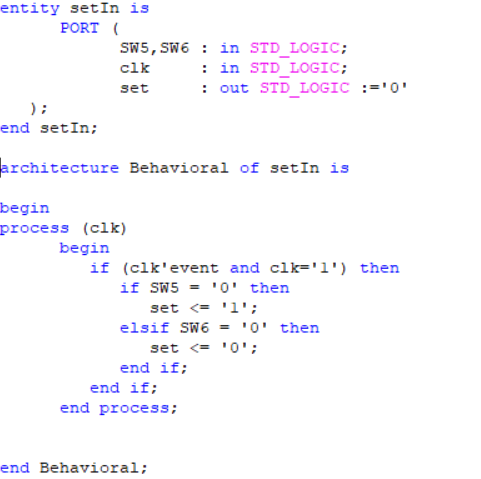 entity setIn is
PORT (
SW5,SW6 : in STD_LOGIC;
clk : in STD_LOGIC;
set : out STD_LOGIC :='0'
);
end setIn;
architecture Behavioral of setIn is
begin
process (clk)
begin
if (clk'event and clk='1') then
if SW5 = '0' then
set <= '1';
elsif SW6 = '0' then
set <= '0';
end if;
end if;
end process;
end Behavioral;